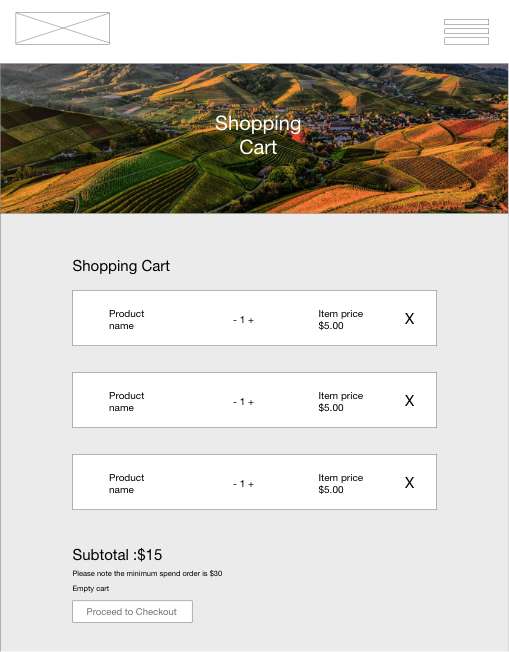 Shopping
Cart
Shopping Cart
Product
name
- 1 +
Item price
$5.00
X
Product
name
- 1 +
Item price
$5.00
X
Product
name
- 1 +
Item price
$5.00
X
Subtotal :$15
Please note the minimum spend order is $30
Empty cart
Proceed to Checkout